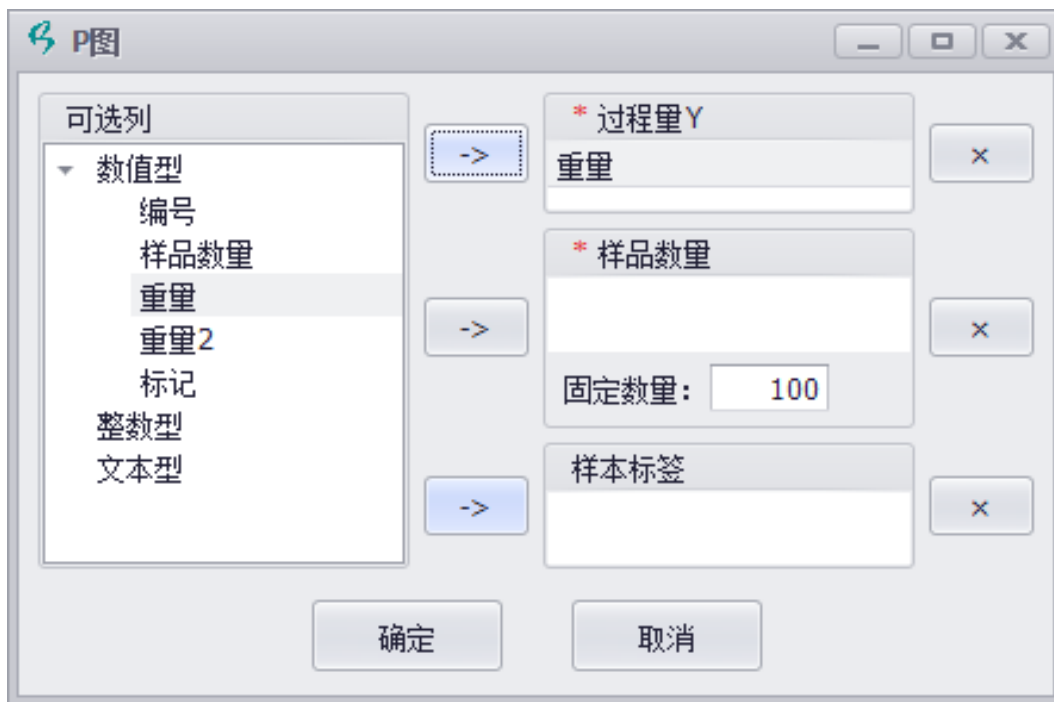 P图
可选列
数值型
编号
样品数量
重量
重量2
标记
整数型
文本型
->
* 过程量Y
重量
×
->
* 样品数量
固定数量: 100
×
->
样本标签
×
确定
取消